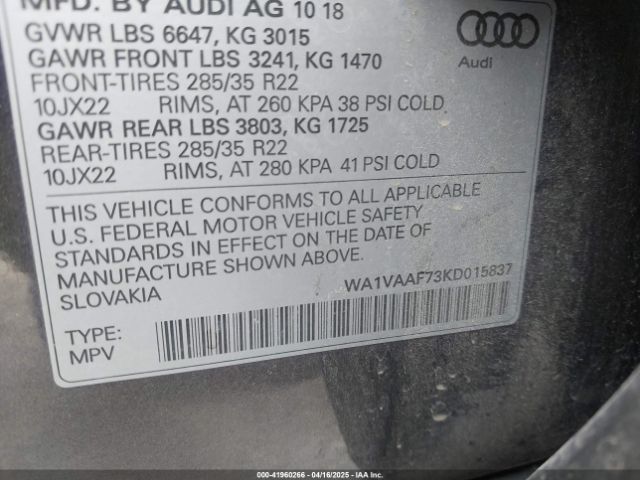 MFD. BY AUDI AG 10 18
GVWR LBS 6647, KG 3015
GAWR FRONT LBS 3241, KG 1470
FRONT-TIRES 285/35 R22
10JX22 RIMS, AT 260 KPA 38 PSI COLD
GAWR REAR LBS 3803, KG 1725
REAR-TIRES 285/35 R22
10JX22 RIMS, AT 280 KPA 41 PSI COLD
Audi
THIS VEHICLE CONFORMS TO ALL APPLICABLE
U.S. FEDERAL MOTOR VEHICLE SAFETY
STANDARDS IN EFFECT ON THE DATE OF
MANUFACTURE SHOWN ABOVE.
SLOVAKIA
WA1VAAF73KD015837
TYPE:
MPV
00-41960266 - 04/16/2025 - IAA 1